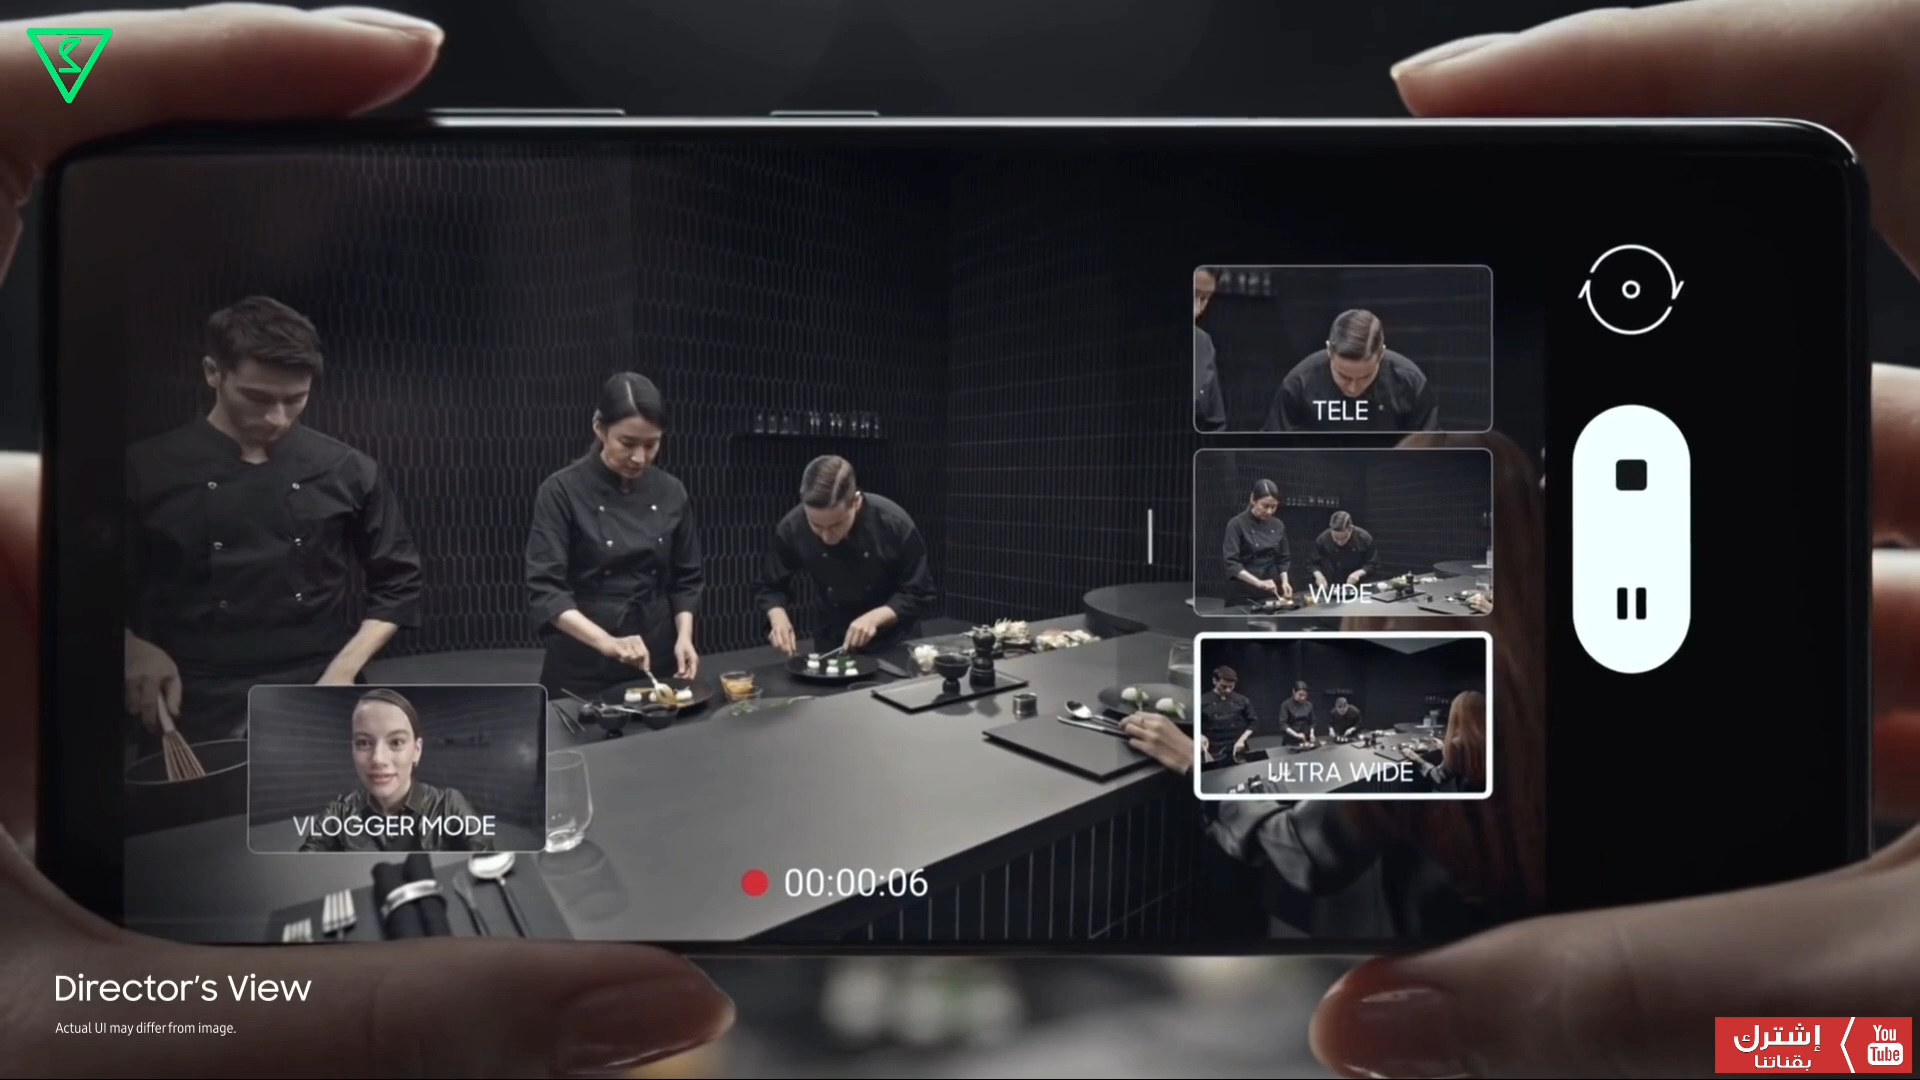 TELE
WIDE
ULTRA WIDE
VLOGGER MODE
00:00:06
Director's View
Actual UI may differ from image.
إشترك
بقناتنا
You
Tube